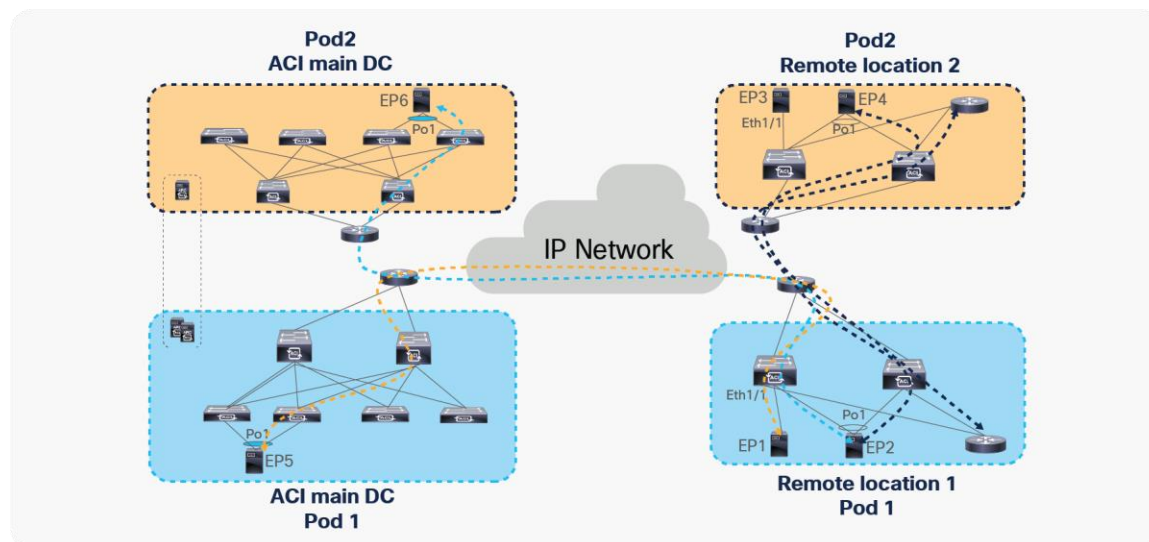 Pod2
ACI main DC
EP6
Po1
Pod2
Remote location 2
EP3
EP4
Eth1/1
Po1
IP Network
Po1
EP5
ACI main DC
Pod 1
Eth1/1
Po1
EP1
EP2
Remote location 1
Pod 1